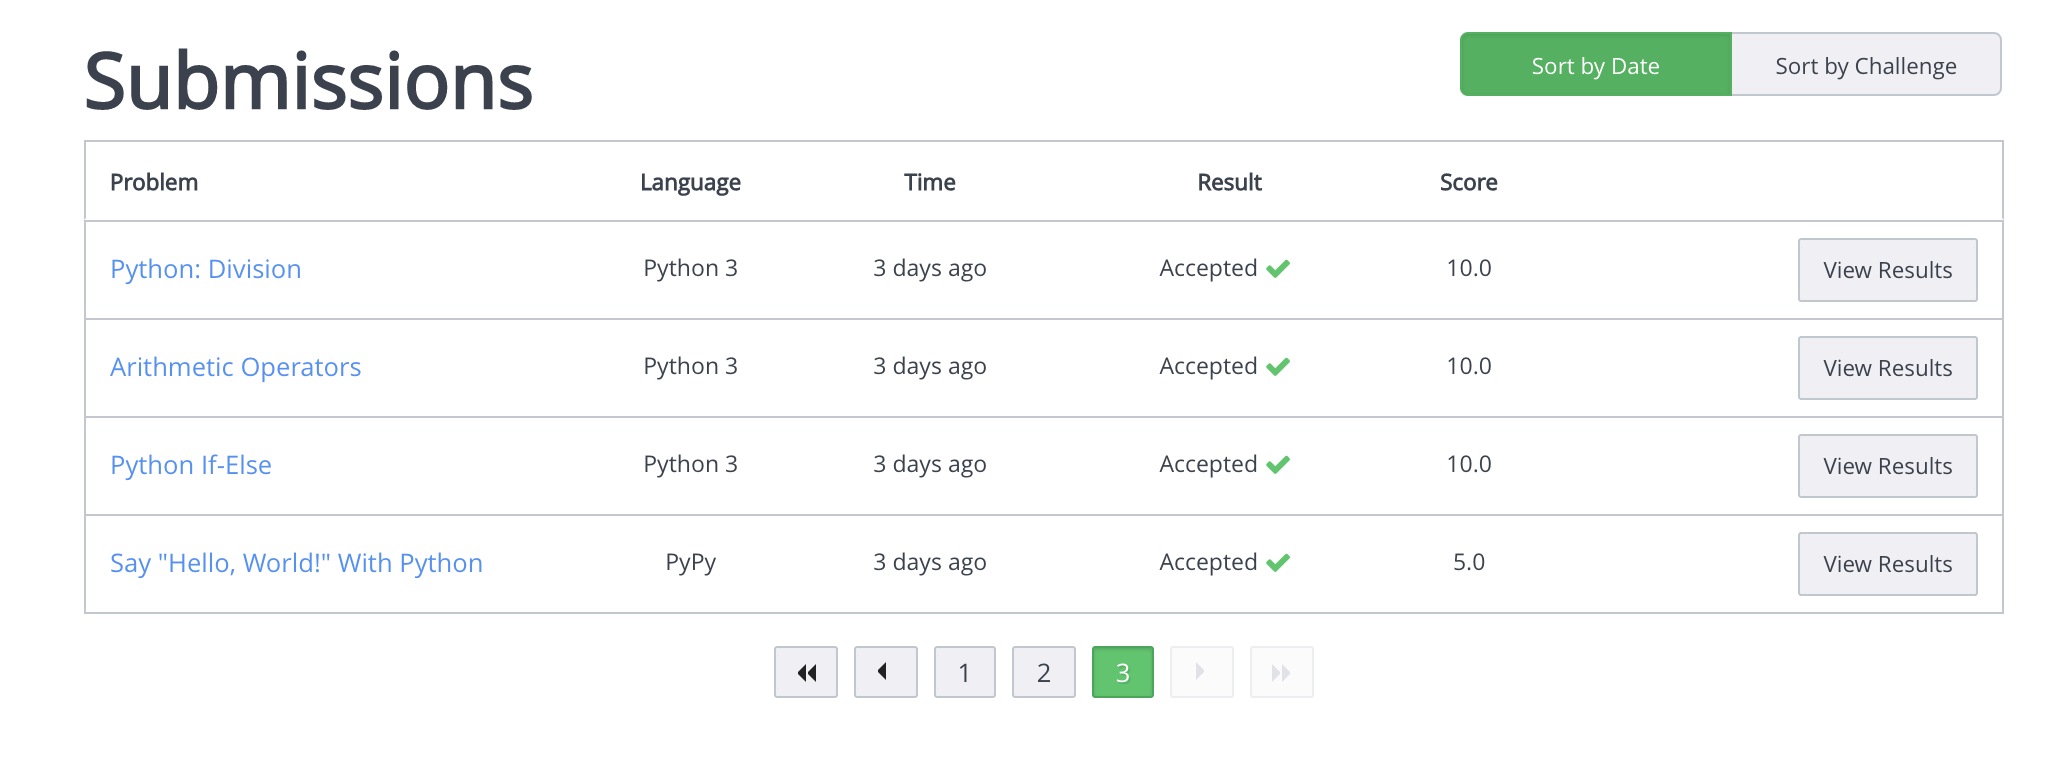 Submissions
Sort by Date Sort by Challenge
Problem Language Time Result Score
Python: Division Python 3 3 days ago Accepted 10.0 View Results
Arithmetic Operators Python 3 3 days ago Accepted 10.0 View Results
Python If-Else Python 3 3 days ago Accepted 10.0 View Results
Say "Hello, World!" With Python PyPy 3 days ago Accepted 5.0 View Results
1 2 3